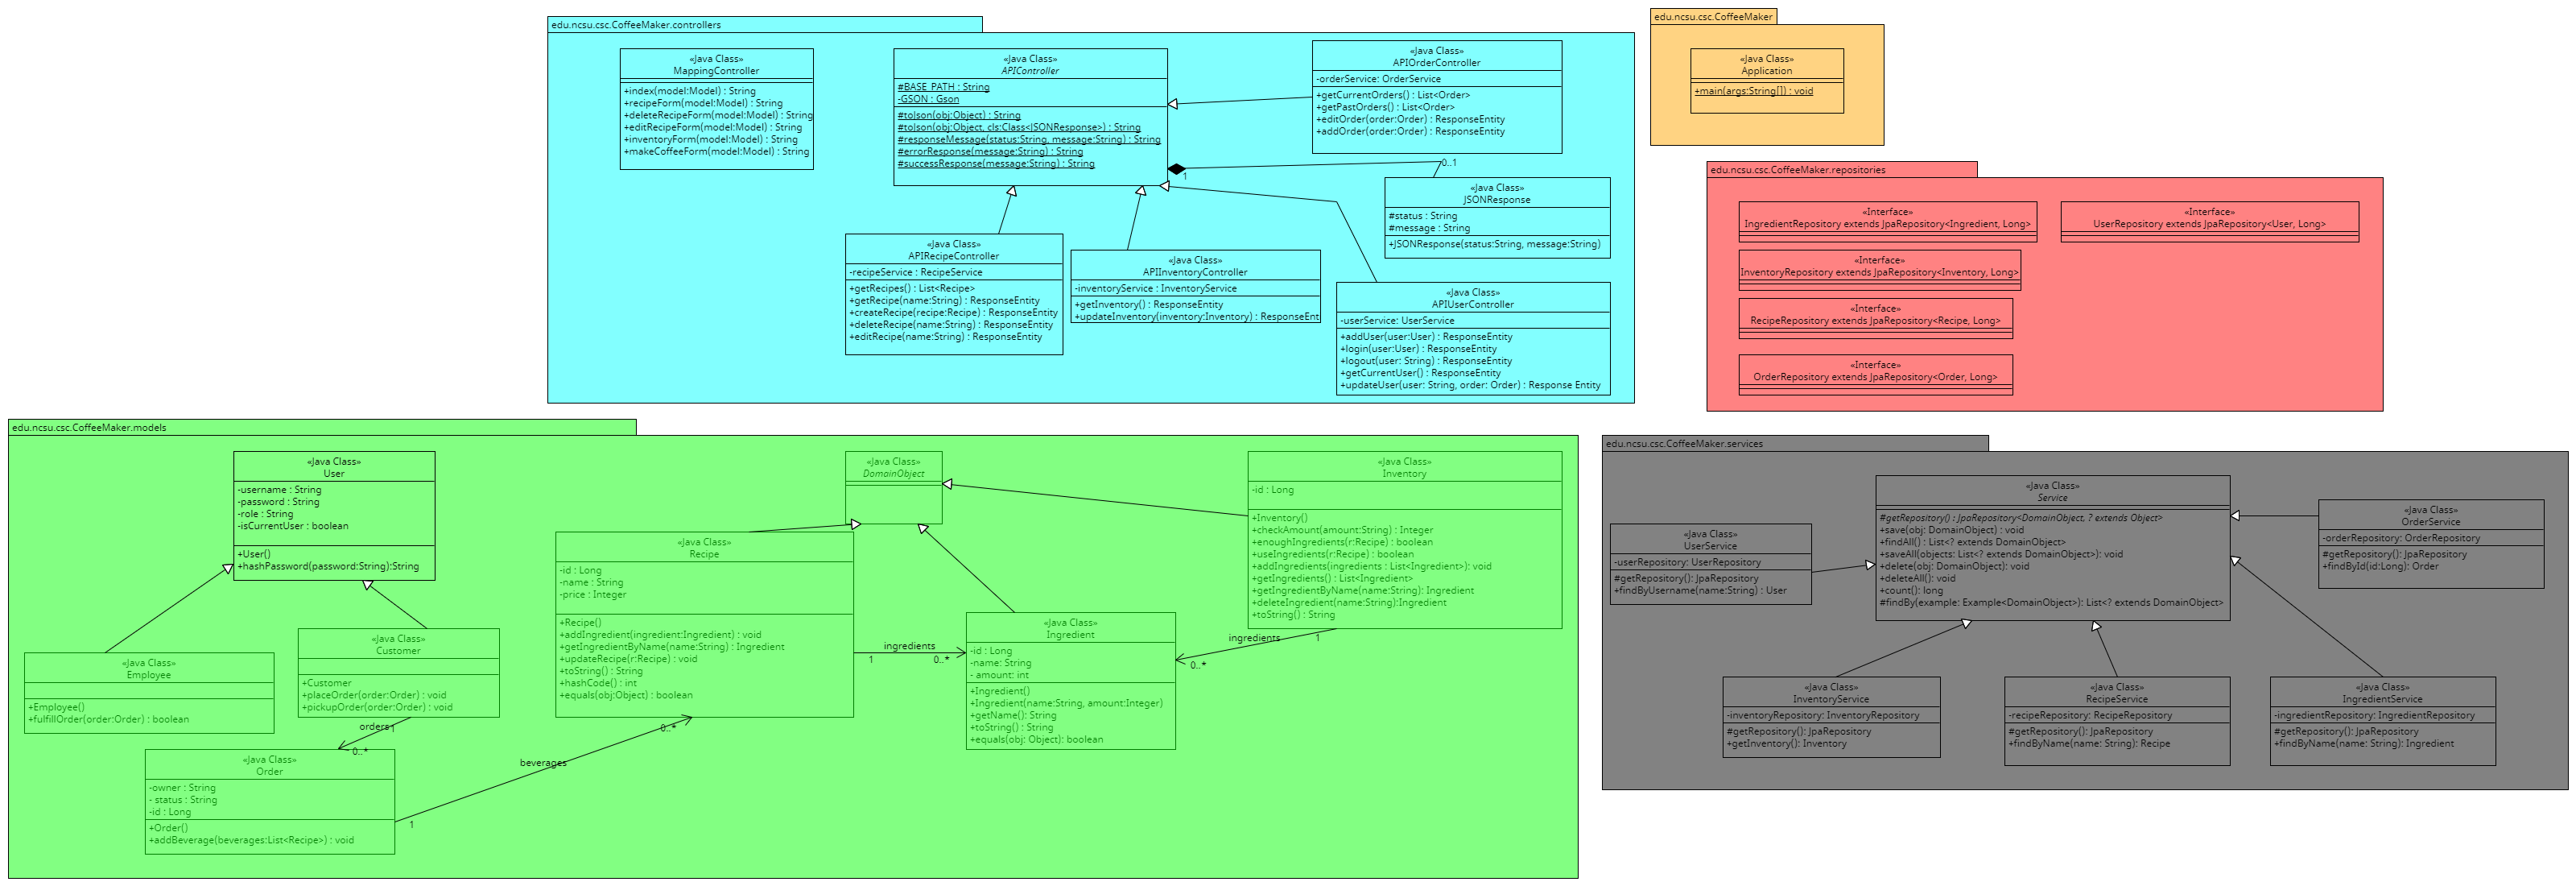 edu.ncsu.csc.CoffeeMaker.controllers
«Java Class»
MappingController
+index(model:Model) : String
+recipeForm(model:Model) : String
+deleteRecipeForm(model:Model) : String
+editRecipeForm(model:Model) : String
+inventoryForm(model:Model) : String
+makeCoffeeForm(model:Model) : String
«Java Class»
APIController
#BASE_PATH : String
-GSON : Gson
#toJson(obj:Object) : String
#toJson(obj:Object, cls:Class<JSONResponse>) : String
#responseMessage(status:String, message:String) : String
#errorResponse(message:String) : String
#successResponse(message:String) : String
«Java Class»
APIOrderController
-orderService: OrderService
+getCurrentOrders() : List<Order>
+getPastOrders() : List<Order>
+editOrder(order:Order) : ResponseEntity
+addOrder(order:Order) : ResponseEntity
0..1
1
«Java Class»
JSONResponse
#status : String
#message : String
+JSONResponse(status:String, message:String)
«Java Class»
APIRecipeController
-recipeService : RecipeService
+getRecipes() : List<Recipe>
+getRecipe(name:String) : ResponseEntity
+createRecipe(recipe:Recipe) : ResponseEntity
+deleteRecipe(name:String) : ResponseEntity
+editRecipe(name:String) : ResponseEntity
«Java Class»
APIInventoryController
-inventoryService : InventoryService
+getInventory() : ResponseEntity
+updateInventory(inventory:Inventory) : ResponseEnt
«Java Class»
APIUserController
-userService: UserService
+addUser(user:User) : ResponseEntity
+login(user:User) : ResponseEntity
+logout(user: String) : ResponseEntity
+getCurrentUser() : ResponseEntity
+updateUser(user: String, order: Order) : Response Entity
edu.ncsu.csc.CoffeeMaker
«Java Class»
Application
+main(args:String[]) : void
edu.ncsu.csc.CoffeeMaker.repositories
«Interface»
IngredientRepository extends JpaRepository<Ingredient, Long>
«Interface»
UserRepository extends JpaRepository<User, Long>
«Interface»
InventoryRepository extends JpaRepository<Inventory, Long>
«Interface»
RecipeRepository extends JpaRepository<Recipe, Long>
«Interface»
OrderRepository extends JpaRepository<Order, Long>
edu.ncsu.csc.CoffeeMaker.models
«Java Class»
User
-username : String
-password : String
-role : String
-isCurrentUser : boolean
+User()
+hashPassword(password:String):String
«Java Class»
DomainObject
«Java Class»
Inventory
-id : Long
+Inventory()
+checkAmount(amount:String) : Integer
+enoughIngredients(r:Recipe) : boolean
+useIngredients(r:Recipe) : boolean
+addIngredients(ingredients : List<Ingredient>): void
+getIngredients() : List<Ingredient>
+getIngredientByName(name:String): Ingredient
+deleteIngredient(name:String):Ingredient
+toString() : String
«Java Class»
Recipe
-id : Long
-name : String
-price : Integer
+Recipe()
+addIngredient(ingredient:Ingredient) : void
+getIngredientByName(name:String) : Ingredient
+updateRecipe(r:Recipe) : void
+toString() : String
+hashCode() : int
+equals(obj:Object) : boolean
ingredients
1
0..*
«Java Class»
Ingredient
-id : Long
-name: String
- amount: int
+Ingredient()
+Ingredient(name:String, amount:Integer)
+getName(): String
+toString() : String
+equals(obj: Object): boolean
ingredients
1
0..*
«Java Class»
Employee
+Employee()
+fulfillOrder(order:Order) : boolean
«Java Class»
Customer
+Customer
+placeOrder(order:Order) : void
+pickupOrder(order:Order) : void
orders
1
0..*
«Java Class»
Order
-owner : String
- status : String
-id : Long
+Order()
+addBeverage(beverages:List<Recipe>) : void
beverages
1
0..*
edu.ncsu.csc.CoffeeMaker.services
«Java Class»
Service
#getRepository() : JpaRepository<DomainObject, ? extends Object>
+save(obj: DomainObject) : void
+findAll() : List<? extends DomainObject>
+saveAll(objects: List<? extends DomainObject>): void
+delete(obj: DomainObject): void
+deleteAll(): void
+count(): long
#findBy(example: Example<DomainObject>): List<? extends DomainObject>
«Java Class»
UserService
-userRepository: UserRepository
#getRepository(): JpaRepository
+findByUsername(name:String) : User
«Java Class»
OrderService
-orderRepository: OrderRepository
#getRepository(): JpaRepository
+findById(id:Long): Order
«Java Class»
InventoryService
-inventoryRepository: InventoryRepository
#getRepository(): JpaRepository
+getInventory(): Inventory
«Java Class»
RecipeService
-recipeRepository: RecipeRepository
#getRepository(): JpaRepository
+findByName(name: String): Recipe
«Java Class»
IngredientService
-ingredientRepository: IngredientRepository
#getRepository(): JpaRepository
+findByName(name: String): Ingredient